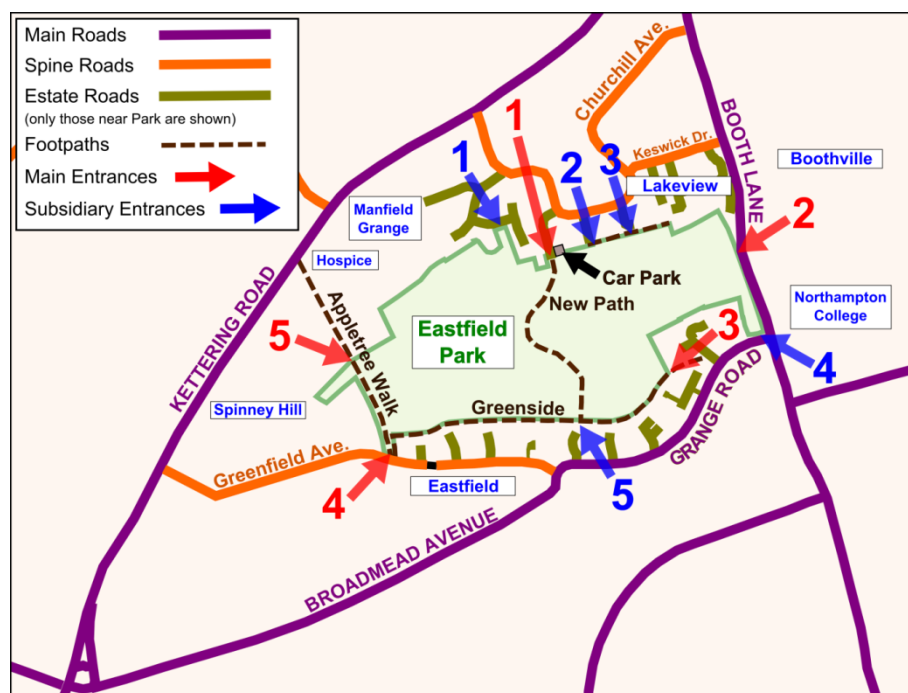 Main Roads
Spine Roads
Estate Roads
(only those near Park are shown)
Footpaths
Main Entrances
Subsidiary Entrances
Churchill Ave.
Keswick Dr.
BOOTH LANE
Boothville
1
1
2
3
Lakeview
Manfield
Grange
2
Hospice
Car Park
New Path
Northampton
College
KETTERING ROAD
Appletree Walk
Eastfield
Park
5
3
4
Spinney Hill
Greenside
GRANGE ROAD
Greenfield Ave.
4
Eastfield
5
BROADMEAD AVENUE